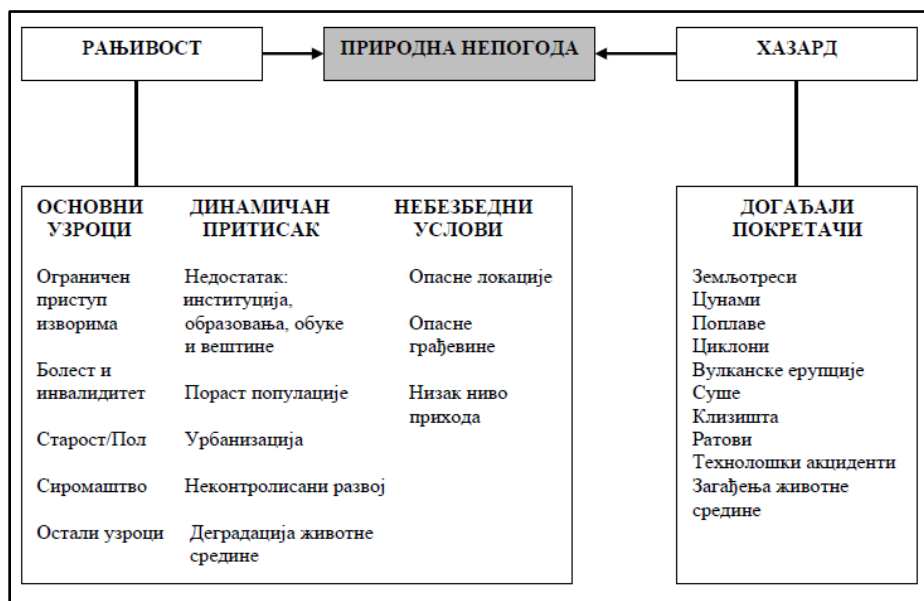 РАЊИВОСТ
ПРИРОДНА НЕПОГОДА
ХАЗАРД
ОСНОВНИ
УЗРОЦИ
Ограничен
приступ
изворима
Болест и
инвалидитет
Старост/Пол
Сиромаштво
Остали узроци
ДИНАМИЧАН
ПРИТИСАК
Недостатак:
институција,
образовања, обуке
и вештине
Пораст популације
Урбанизација
Неконтролисани развој
Деградација животне
средине
НЕБЕЗБЕДНИ
УСЛОВИ
Опасне локације
Опасне
грађевине
Низак ниво
прихода
ДОГАЂАЈИ
ПОКРЕТАЧИ
Земљотреси
Цунами
Поплаве
Циклони
Вулканске ерупције
Суше
Клизишта
Ратови
Технолошки акциденти
Загађења животне
средине